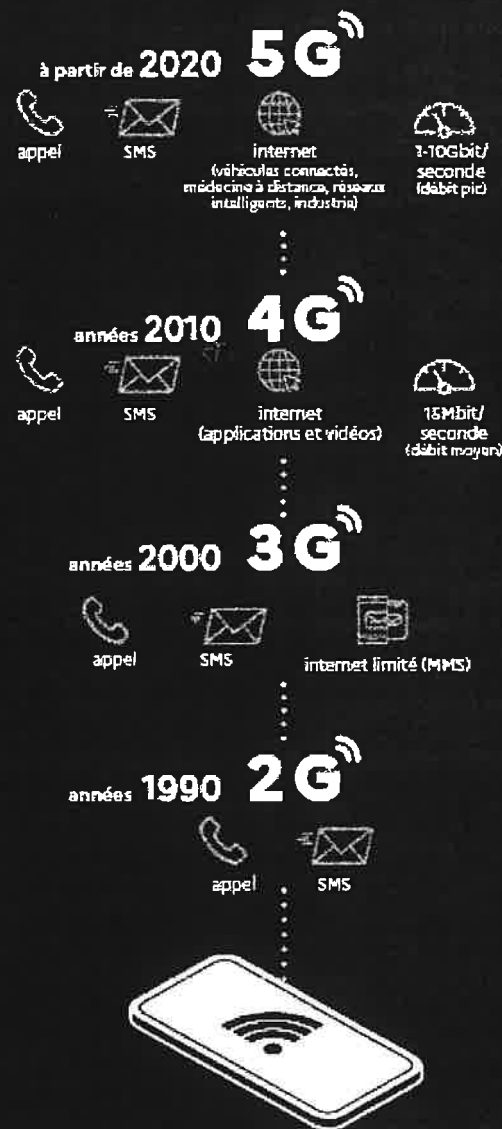 à partir de 2020 5G
appel
SMS
internet
(véhicules connectés,
médecine à distance, réseaux
intelligents, industrie)
1-10Gbit/
seconde
(débit pic)
années 2010 4G
appel
SMS
internet
(applications et vidéos)
15Mbit/
seconde
(débit moyen)
années 2000 3G
appel
SMS
internet limité (MMS)
années 1990 2G
appel
SMS